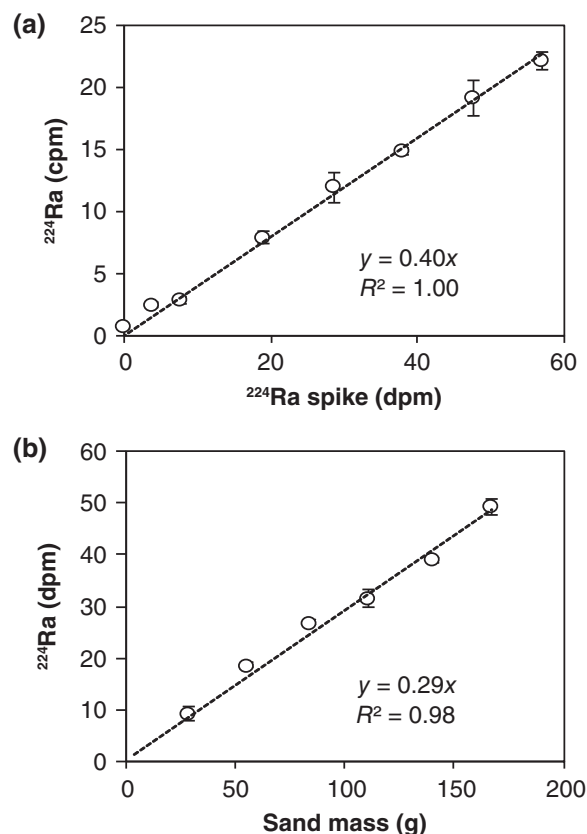 (a)
25
20
15
10
5
0
²²⁴Ra (cpm)
y = 0.40x
R² = 1.00
0 20 40 60
²²⁴Ra spike (dpm)
(b)
60
50
40
30
20
10
0
²²⁴Ra (dpm)
y = 0.29x
R² = 0.98
0 50 100 150 200
Sand mass (g)